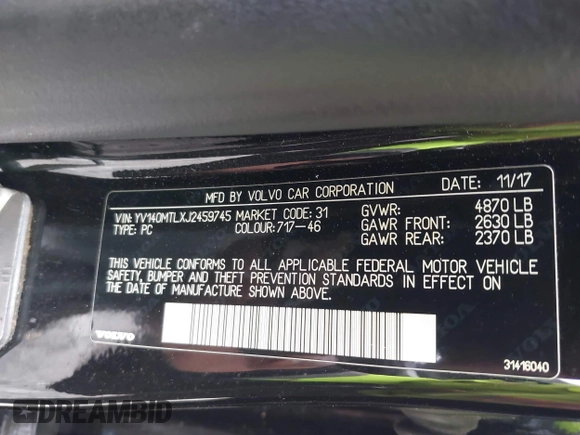 MFD BY VOLVO CAR CORPORATION DATE: 11/17
VIN: YV140MTLXJ2459745 MARKET CODE: 31 GVWR: 4870 LB
TYPE: PC COLOUR: 717-46 GAWR FRONT: 2630 LB
GAWR REAR: 2370 LB
THIS VEHICLE CONFORMS TO ALL APPLICABLE FEDERAL MOTOR VEHICLE
SAFETY, BUMPER AND THEFT PREVENTION STANDARDS IN EFFECT ON
THE DATE OF MANUFACTURE SHOWN ABOVE.
VOLVO
31416040
DREAMBID